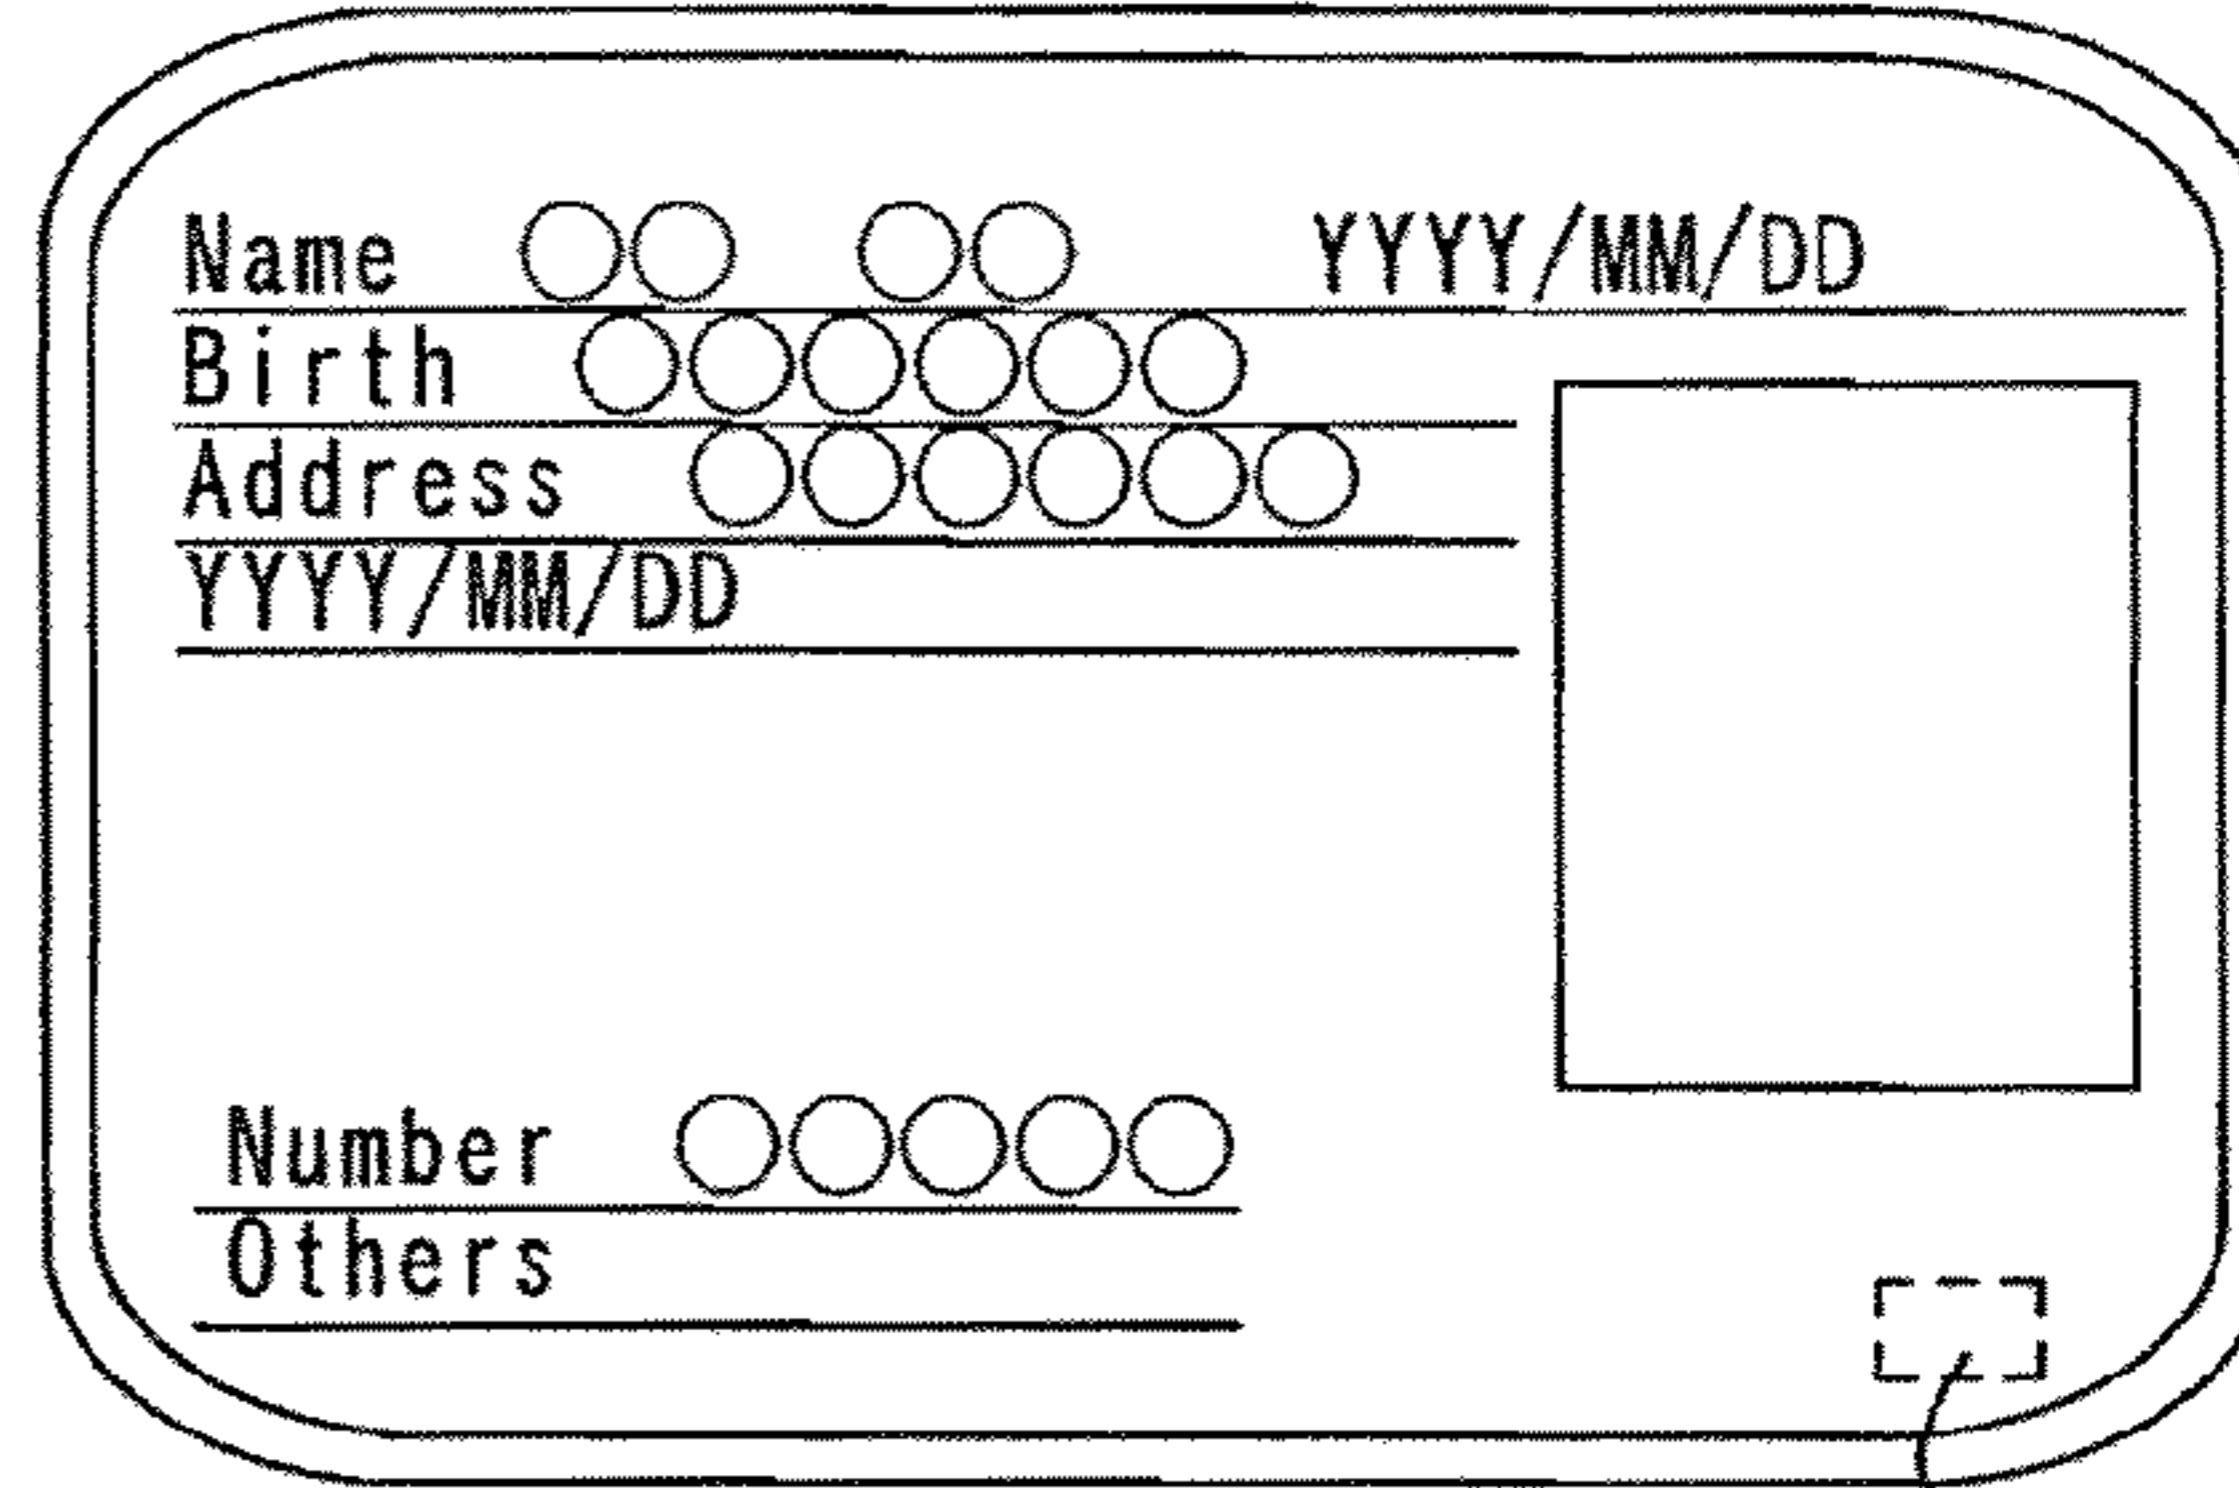 Name ○○ ○○ YYYY/MM/DD
Birth ○○○○○○
Address ○○○○○○
YYYY/MM/DD
Number ○○○○○
Others